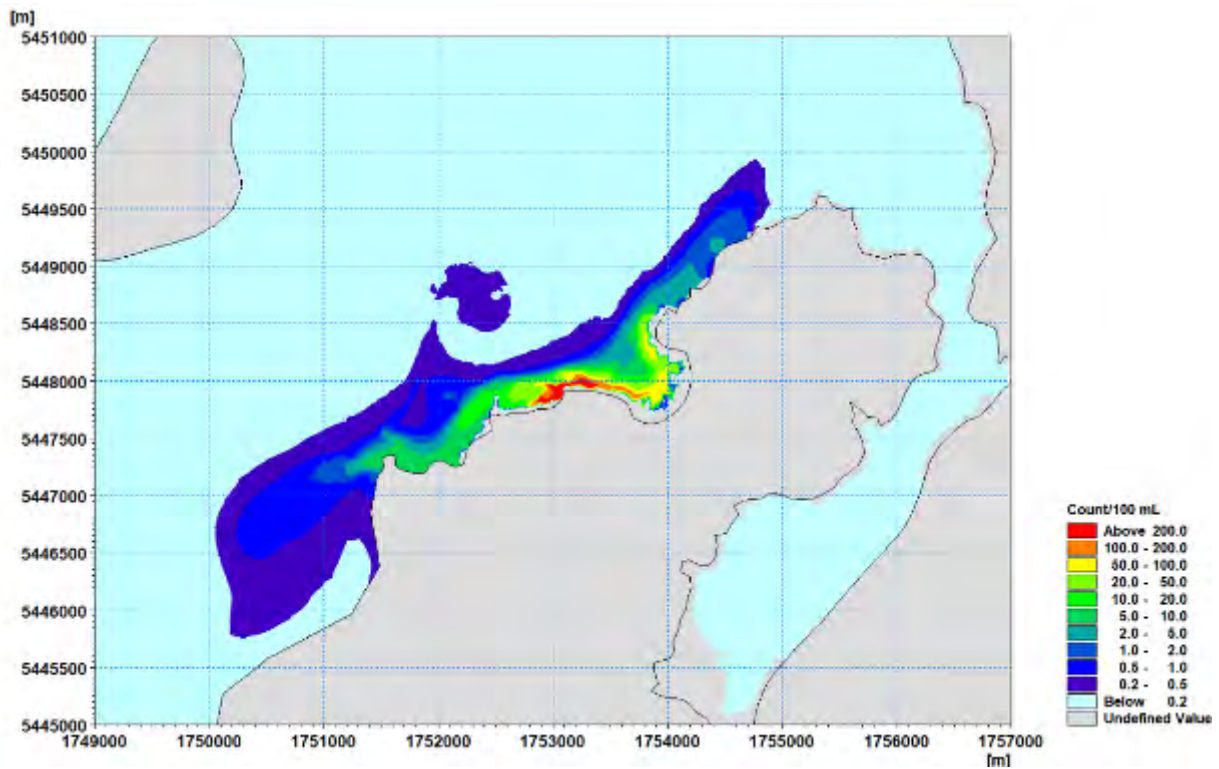 [m]
5451000
5450500
5450000
5449500
5449000
5448500
5448000
5447500
5447000
5446500
5446000
5445500
5445000
1749000 1750000 1751000 1752000 1753000 1754000 1755000 1756000 1757000
[m]
Count/100 mL
Above 200.0
100.0 - 200.0
50.0 - 100.0
20.0 - 50.0
10.0 - 20.0
5.0 - 10.0
2.0 - 5.0
1.0 - 2.0
0.5 - 1.0
0.2 - 0.5
Below 0.2
Undefined Value